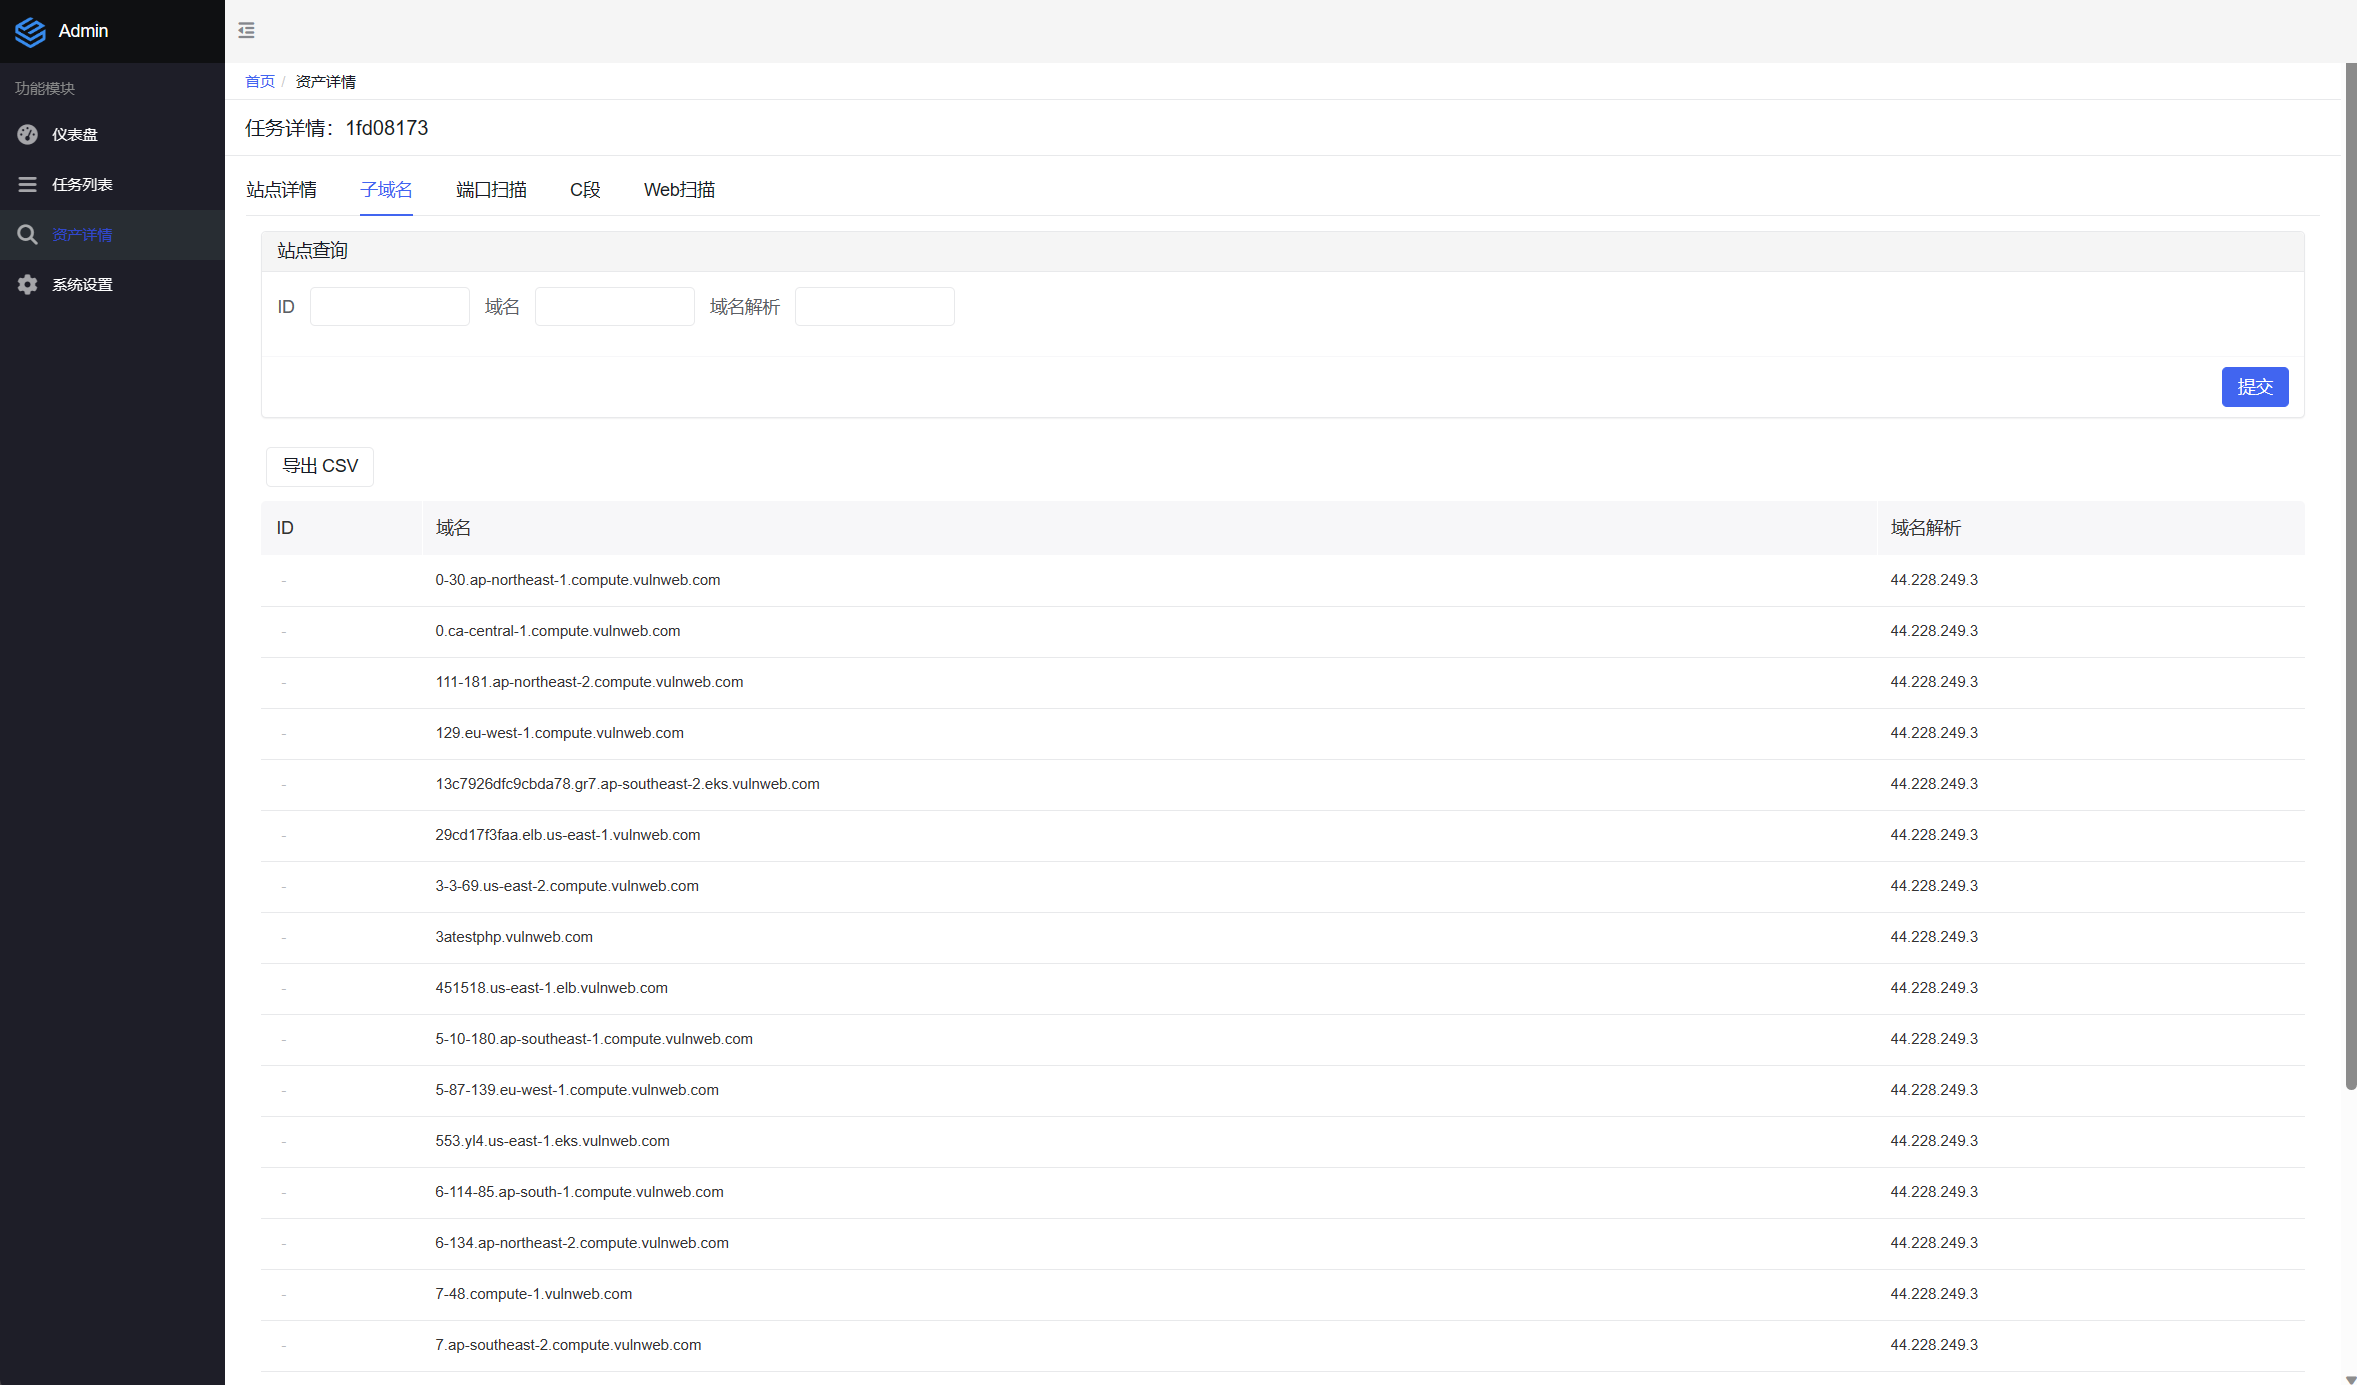 Admin
功能模块
仪表盘
任务列表
资产详情
系统设置
首页 / 资产详情
任务详情：1fd08173
站点详情 子域名 端口扫描 C段 Web扫描
站点查询
ID 域名 域名解析
提交
导出 CSV
ID 域名 域名解析
- 0-30.ap-northeast-1.compute.vulnweb.com 44.228.249.3
- 0.ca-central-1.compute.vulnweb.com 44.228.249.3
- 111-181.ap-northeast-2.compute.vulnweb.com 44.228.249.3
- 129.eu-west-1.compute.vulnweb.com 44.228.249.3
- 13c7926dfc9cbda78.gr7.ap-southeast-2.eks.vulnweb.com 44.228.249.3
- 29cd17f3faa.elb.us-east-1.vulnweb.com 44.228.249.3
- 3-3-69.us-east-2.compute.vulnweb.com 44.228.249.3
- 3atestphp.vulnweb.com 44.228.249.3
- 451518.us-east-1.elb.vulnweb.com 44.228.249.3
- 5-10-180.ap-southeast-1.compute.vulnweb.com 44.228.249.3
- 5-87-139.eu-west-1.compute.vulnweb.com 44.228.249.3
- 553.yl4.us-east-1.eks.vulnweb.com 44.228.249.3
- 6-114-85.ap-south-1.compute.vulnweb.com 44.228.249.3
- 6-134.ap-northeast-2.compute.vulnweb.com 44.228.249.3
- 7-48.compute-1.vulnweb.com 44.228.249.3
- 7.ap-southeast-2.compute.vulnweb.com 44.228.249.3